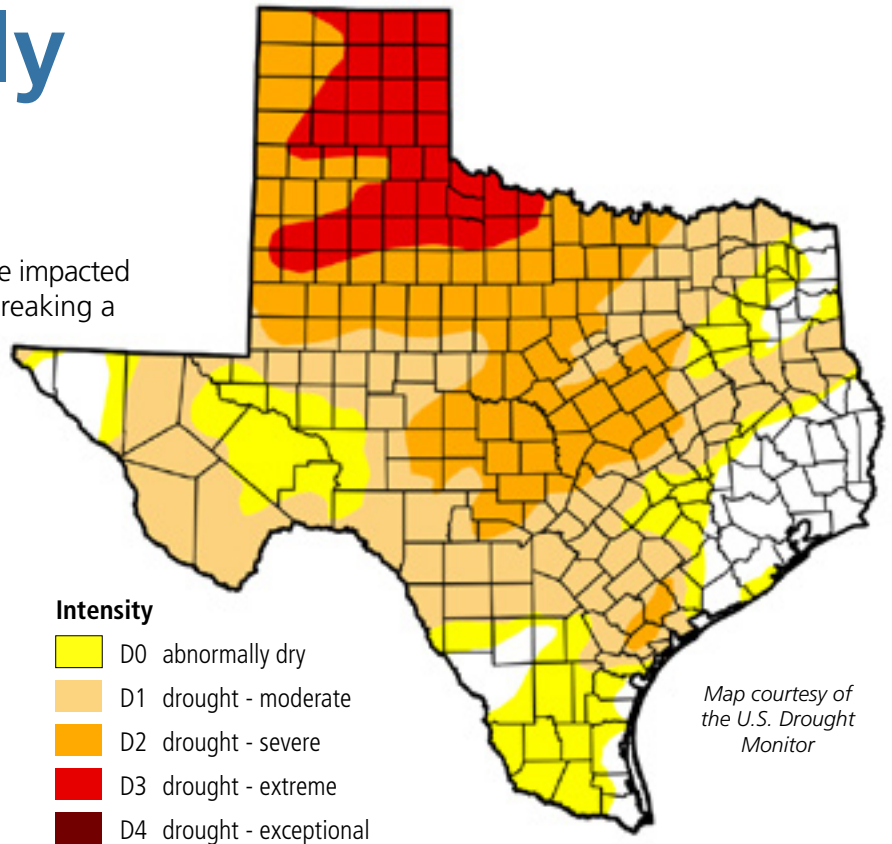 ly
e impacted
reaking a
Intensity
D0 abnormally dry
D1 drought - moderate
D2 drought - severe
D3 drought - extreme
D4 drought - exceptional
Map courtesy of
the U.S. Drought
Monitor